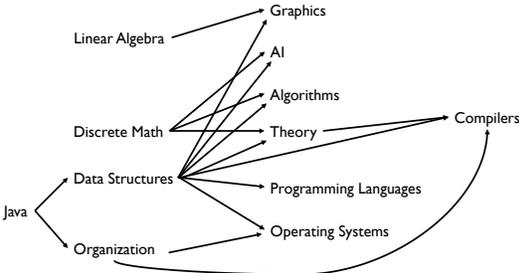 Graphics
Linear Algebra
AI
Algorithms
Compilers
Discrete Math
Theory
Data Structures
Programming Languages
Java
Operating Systems
Organization